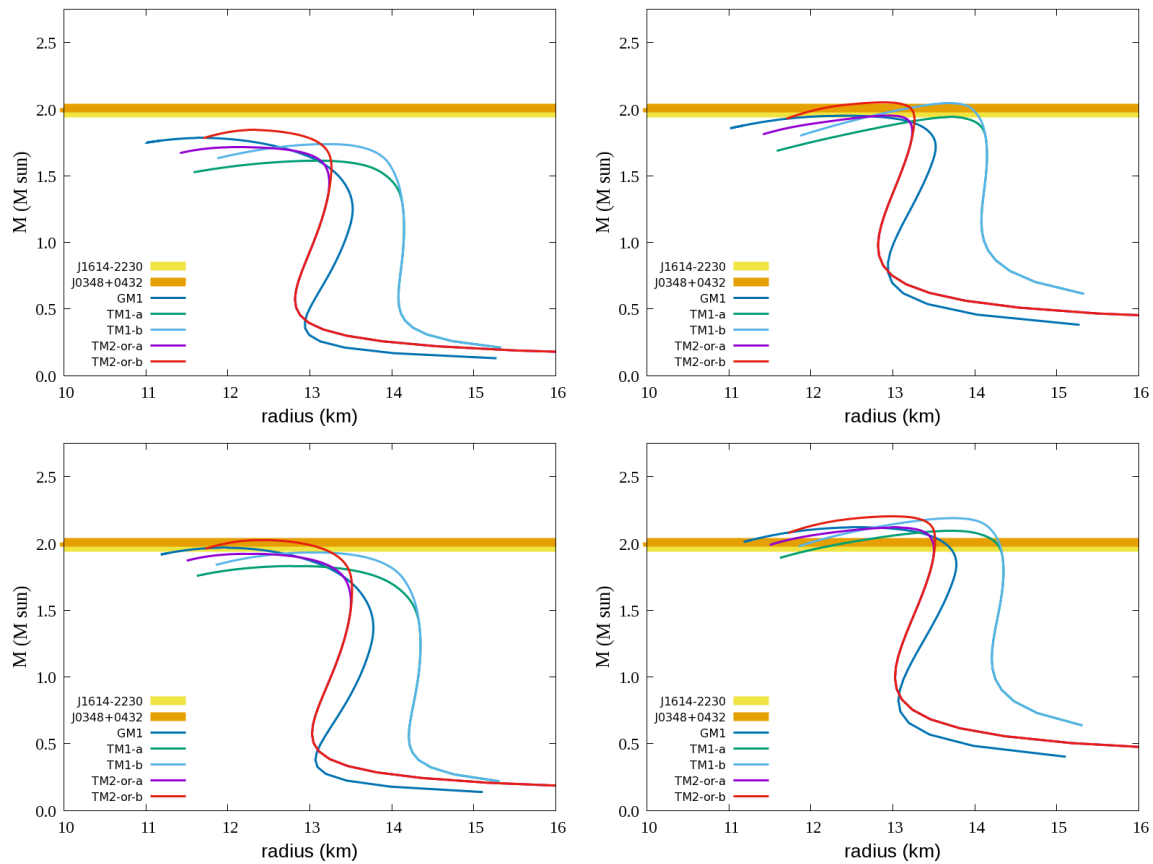 2.5
2.0
1.5
1.0
0.5
0.0
M (M sun)
J1614-2230
J0348+0432
GM1
TM1-a
TM1-b
TM2-or-a
TM2-or-b
10 11 12 13 14 15 16
radius (km)
2.5
2.0
1.5
1.0
0.5
0.0
M (M sun)
J1614-2230
J0348+0432
GM1
TM1-a
TM1-b
TM2-or-a
TM2-or-b
10 11 12 13 14 15 16
radius (km)
2.5
2.0
1.5
1.0
0.5
0.0
M (M sun)
J1614-2230
J0348+0432
GM1
TM1-a
TM1-b
TM2-or-a
TM2-or-b
10 11 12 13 14 15 16
radius (km)
2.5
2.0
1.5
1.0
0.5
0.0
M (M sun)
J1614-2230
J0348+0432
GM1
TM1-a
TM1-b
TM2-or-a
TM2-or-b
10 11 12 13 14 15 16
radius (km)